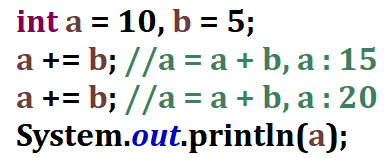 int a = 10, b = 5;
a += b; //a = a + b, a : 15
a += b; //a = a + b, a : 20
System.out.println(a);